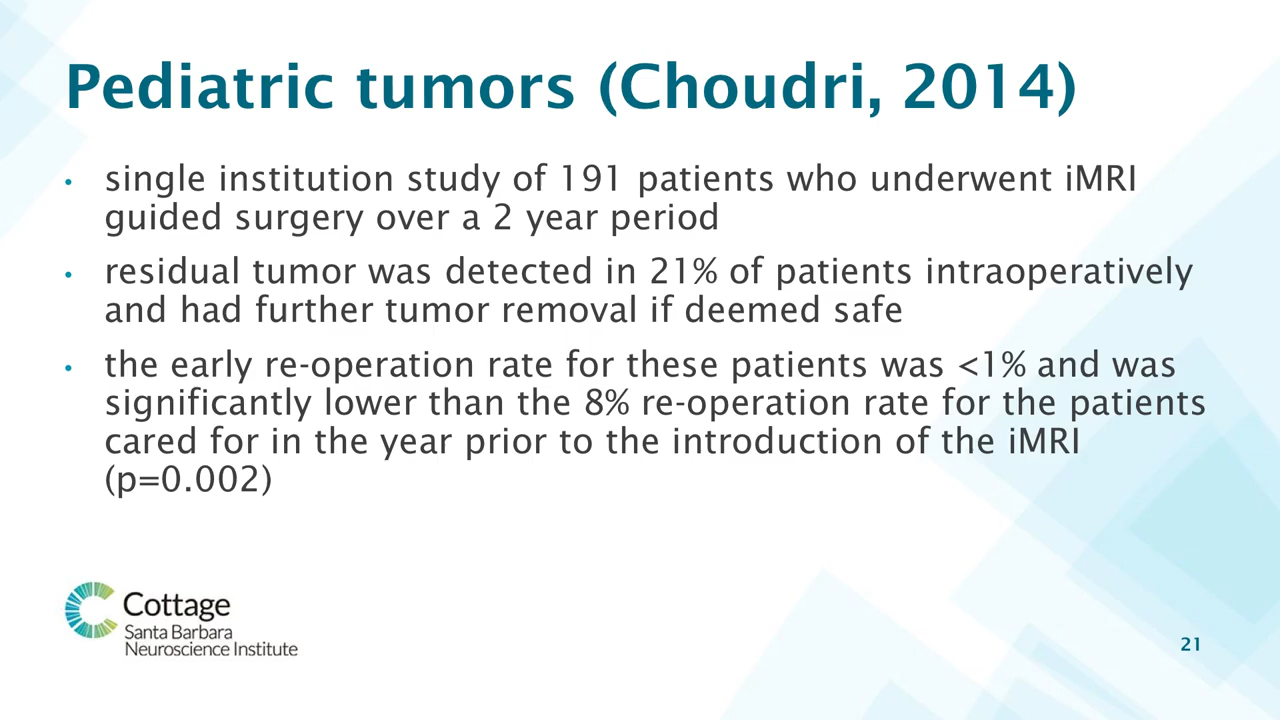 Pediatric tumors (Choudri, 2014)
• single institution study of 191 patients who underwent iMRI
guided surgery over a 2 year period
• residual tumor was detected in 21% of patients intraoperatively
and had further tumor removal if deemed safe
• the early re-operation rate for these patients was <1% and was
significantly lower than the 8% re-operation rate for the patients
cared for in the year prior to the introduction of the iMRI
(p=0.002)
Cottage
Santa Barbara
Neuroscience Institute
21